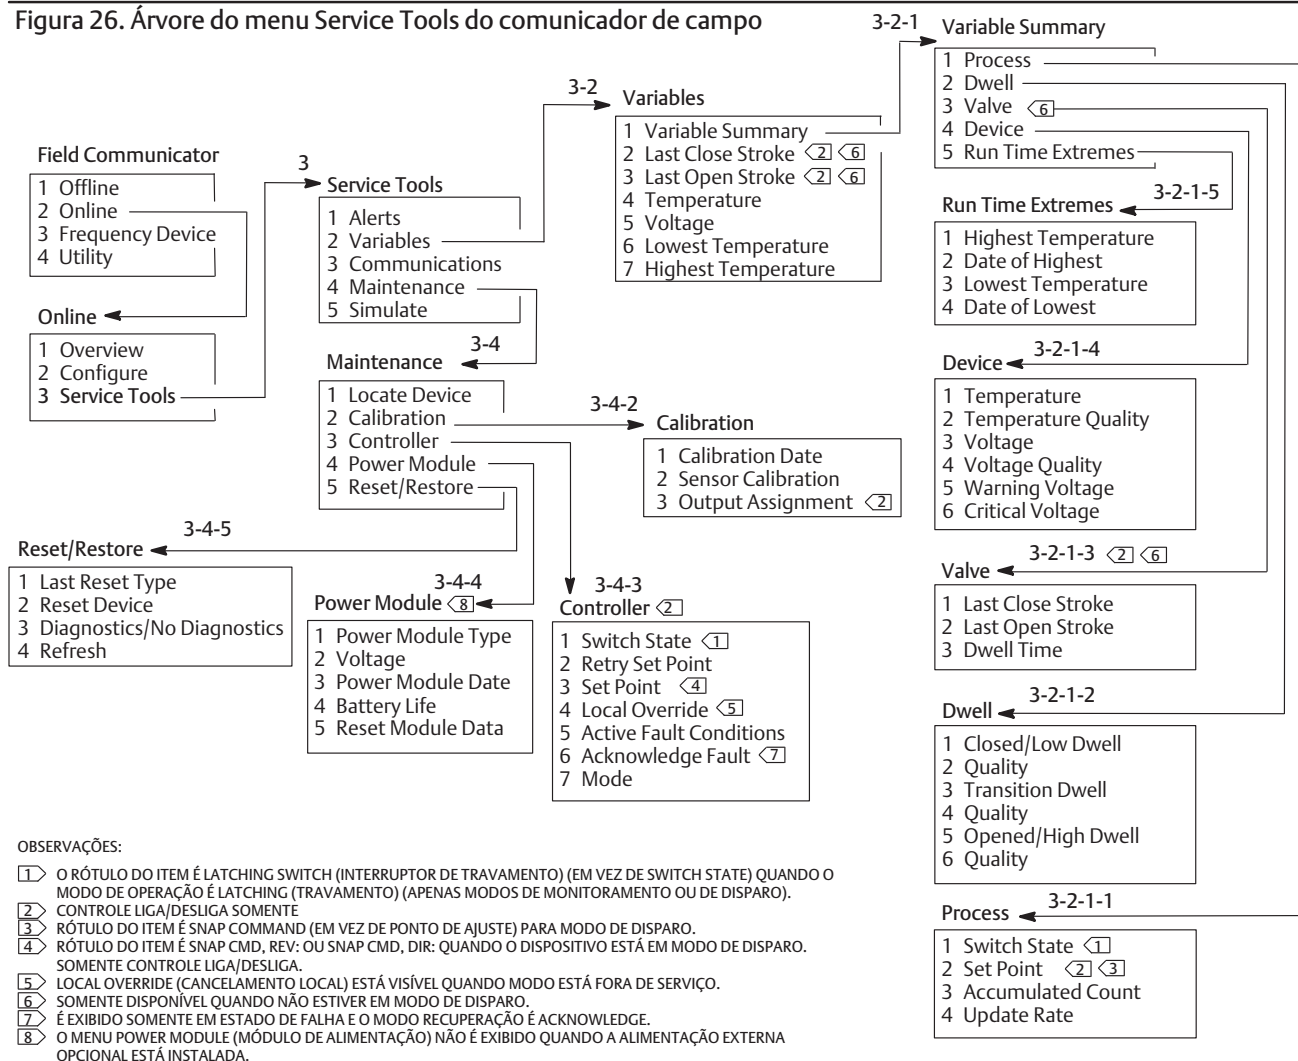 Figura 26. Árvore do menu Service Tools do comunicador de campo
Field Communicator
1 Offline
2 Online
3 Frequency Device
4 Utility
Online
1 Overview
2 Configure
3 Service Tools
3
Service Tools
1 Alerts
2 Variables
3 Communications
4 Maintenance
5 Simulate
3-2
Variables
1 Variable Summary
2 Last Close Stroke 2 6
3 Last Open Stroke 2 6
4 Temperature
5 Voltage
6 Lowest Temperature
7 Highest Temperature
3-2-1
Variable Summary
1 Process
2 Dwell
3 Valve 6
4 Device
5 Run Time Extremes
3-2-1-5
Run Time Extremes
1 Highest Temperature
2 Date of Highest
3 Lowest Temperature
4 Date of Lowest
3-2-1-4
Device
1 Temperature
2 Temperature Quality
3 Voltage
4 Voltage Quality
5 Warning Voltage
6 Critical Voltage
3-2-1-3 2 6
Valve
1 Last Close Stroke
2 Last Open Stroke
3 Dwell Time
3-2-1-2
Dwell
1 Closed/Low Dwell
2 Quality
3 Transition Dwell
4 Quality
5 Opened/High Dwell
6 Quality
3-2-1-1
Process
1 Switch State 1
2 Set Point 2 3
3 Accumulated Count
4 Update Rate
3-4
Maintenance
1 Locate Device
2 Calibration
3 Controller
4 Power Module
5 Reset/Restore
3-4-2
Calibration
1 Calibration Date
2 Sensor Calibration
3 Output Assignment 2
3-4-5
Reset/Restore
1 Last Reset Type
2 Reset Device
3 Diagnostics/No Diagnostics
4 Refresh
3-4-4
Power Module 8
1 Power Module Type
2 Voltage
3 Power Module Date
4 Battery Life
5 Reset Module Data
3-4-3
Controller 2
1 Switch State 1
2 Retry Set Point
3 Set Point 4
4 Local Override 5
5 Active Fault Conditions
6 Acknowledge Fault 7
7 Mode
OBSERVAÇÕES:
1 O RÓTULO DO ITEM É LATCHING SWITCH (INTERRUPTOR DE TRAVAMENTO) (EM VEZ DE SWITCH STATE) QUANDO O
MODO DE OPERAÇÃO É LATCHING (TRAVAMENTO) (APENAS MODOS DE MONITORAMENTO OU DE DISPARO).
2 CONTROLE LIGA/DESLIGA SOMENTE
3 RÓTULO DO ITEM É SNAP COMMAND (EM VEZ DE PONTO DE AJUSTE) PARA MODO DE DISPARO.
4 RÓTULO DO ITEM É SNAP CMD, REV: OU SNAP CMD, DIR: QUANDO O DISPOSITIVO ESTÁ EM MODO DE DISPARO.
SOMENTE CONTROLE LIGA/DESLIGA.
5 LOCAL OVERRIDE (CANCELAMENTO LOCAL) ESTÁ VISÍVEL QUANDO MODO ESTÁ FORA DE SERVIÇO.
6 SOMENTE DISPONÍVEL QUANDO NÃO ESTIVER EM MODO DE DISPARO.
7 É EXIBIDO SOMENTE EM ESTADO DE FALHA E O MODO RECUPERAÇÃO É ACKNOWLEDGE.
8 O MENU POWER MODULE (MÓDULO DE ALIMENTAÇÃO) NÃO É EXIBIDO QUANDO A ALIMENTAÇÃO EXTERNA
OPCIONAL ESTÁ INSTALADA.